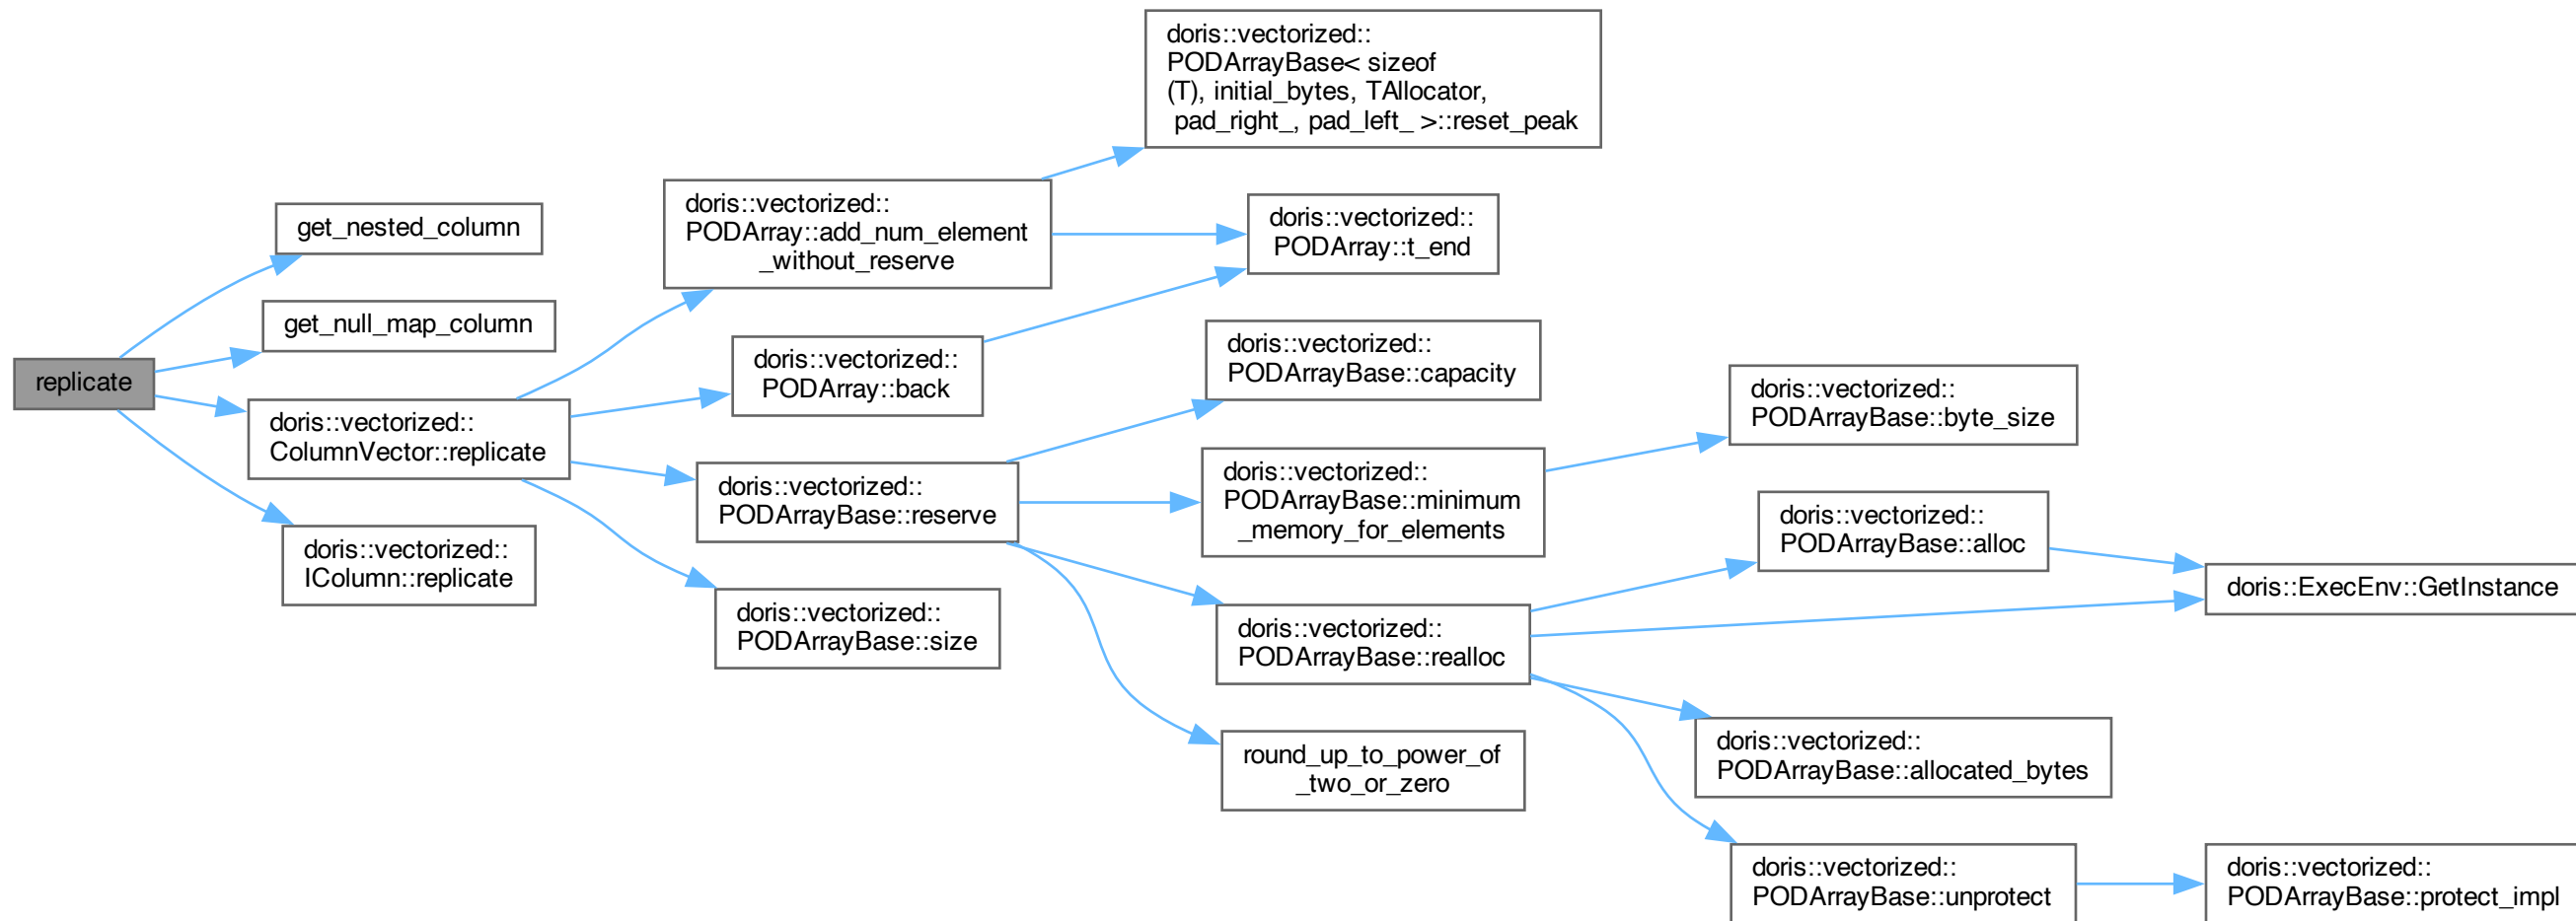 replicate
get_nested_column
get_null_map_column
doris::vectorized::
ColumnVector::replicate
doris::vectorized::
IColumn::replicate
doris::vectorized::
PODArray::add_num_element
_without_reserve
doris::vectorized::
PODArray::back
doris::vectorized::
PODArrayBase::reserve
doris::vectorized::
PODArrayBase::size
doris::vectorized::
PODArrayBase< sizeof
(T), initial_bytes, TAllocator,
pad_right_, pad_left_ >::reset_peak
doris::vectorized::
PODArray::t_end
doris::vectorized::
PODArrayBase::capacity
doris::vectorized::
PODArrayBase::minimum
_memory_for_elements
doris::vectorized::
PODArrayBase::realloc
round_up_to_power_of
_two_or_zero
doris::vectorized::
PODArrayBase::byte_size
doris::vectorized::
PODArrayBase::alloc
doris::vectorized::
PODArrayBase::allocated_bytes
doris::vectorized::
PODArrayBase::unprotect
doris::ExecEnv::GetInstance
doris::vectorized::
PODArrayBase::protect_impl